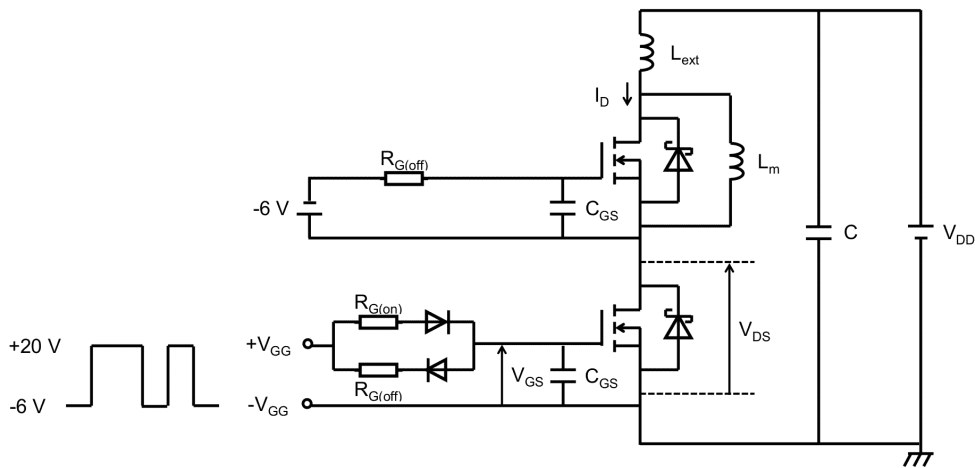 L_ext
I_D
R_G(off)
L_m
-6 V
C_GS
C
V_DD
R_G(on)
V_DS
+20 V
+V_GG
V_GS
C_GS
R_G(off)
-6 V
-V_GG